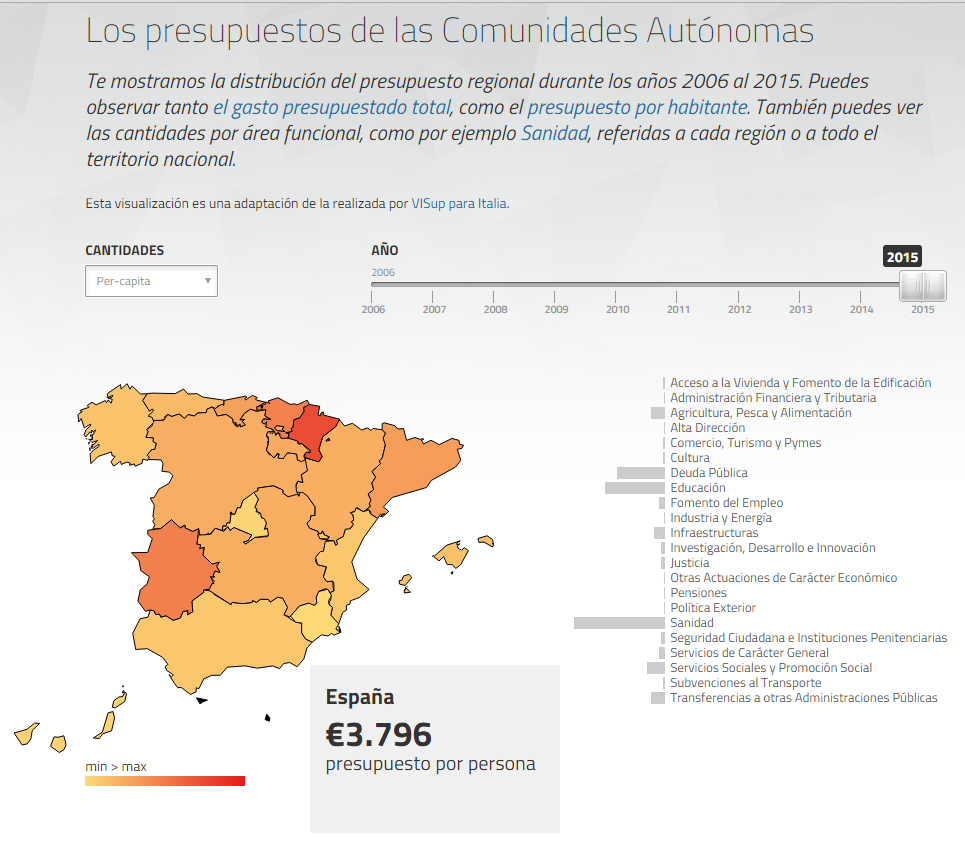 Los presupuestos de las Comunidades Autónomas
Te mostramos la distribución del presupuesto regional durante los años 2006 al 2015. Puedes
observar tanto el gasto presupuestado total, como el presupuesto por habitante. También puedes ver
las cantidades por área funcional, como por ejemplo Sanidad, referidas a cada región o a todo el
territorio nacional.
Esta visualización es una adaptación de la realizada por VISup para Italia.
CANTIDADES
Per-capita
AÑO
2015
2006
2006 2007 2008 2009 2010 2011 2012 2013 2014 2015
Acceso a la Vivienda y Fomento de la Edificación
Administración Financiera y Tributaria
Agricultura, Pesca y Alimentación
Alta Dirección
Comercio, Turismo y Pymes
Cultura
Deuda Pública
Educación
Fomento del Empleo
Industria y Energía
Infraestructuras
Investigación, Desarrollo e Innovación
Justicia
Otras Actuaciones de Carácter Económico
Pensiones
Política Exterior
Sanidad
Seguridad Ciudadana e Instituciones Penitenciarias
Servicios de Carácter General
Servicios Sociales y Promoción Social
Subvenciones al Transporte
Transferencias a otras Administraciones Públicas
España
€3.796
presupuesto por persona
min > max